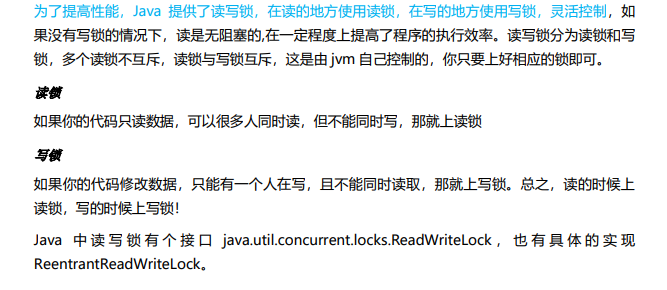 为了提高性能，Java 提供了读写锁，在读的地方使用读锁，在写的地方使用写锁，灵活控制，如
果没有写锁的情况下，读是无阻塞的,在一定程度上提高了程序的执行效率。读写锁分为读锁和写
锁，多个读锁不互斥，读锁与写锁互斥，这是由 jvm 自己控制的，你只要上好相应的锁即可。
读锁
如果你的代码只读数据，可以很多人同时读，但不能同时写，那就上读锁
写锁
如果你的代码修改数据，只能有一个人在写，且不能同时读取，那就上写锁。总之，读的时候上
读锁，写的时候上写锁！
Java 中读写锁有个接口 java.util.concurrent.locks.ReadWriteLock，也有具体的实现
ReentrantReadWriteLock。